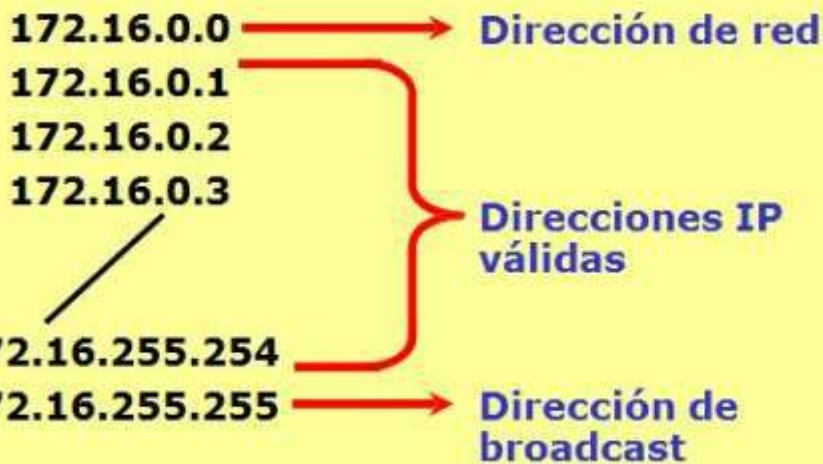 172.16.0.0 Dirección de red
172.16.0.1
172.16.0.2
172.16.0.3
Direcciones IP
válidas
72.16.255.254
72.16.255.255 Dirección de
broadcast